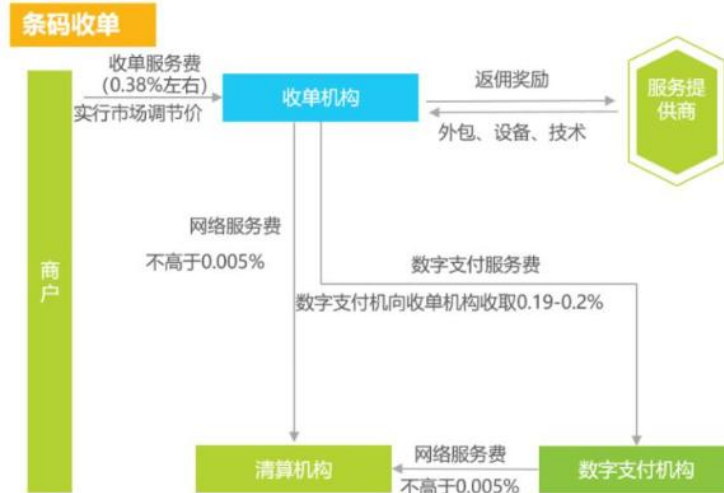 条码收单
收单服务费
(0.38%左右)
实行市场调节价
收单机构
返佣奖励
外包、设备、技术
服务提
供商
商
户
网络服务费
不高于0.005%
数字支付服务费
数字支付机向收单机构收取0.19-0.2%
清算机构
网络服务费
不高于0.005%
数字支付机构